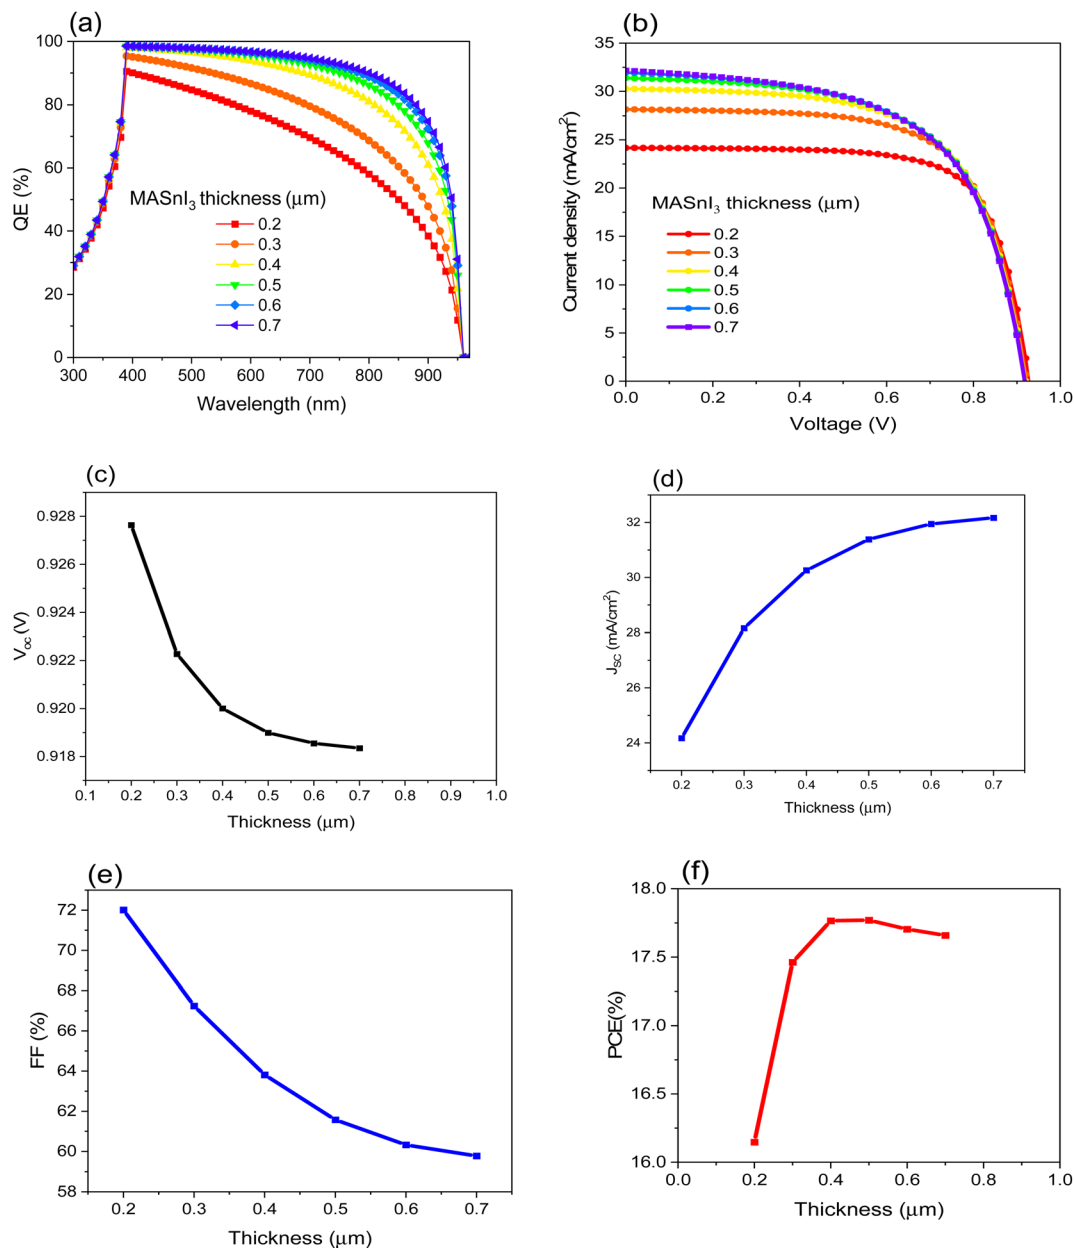 (a)
100
80
60
40
20
0
QE (%)
MASnI₃ thickness (μm)
0.2
0.3
0.4
0.5
0.6
0.7
300 400 500 600 700 800 900
Wavelength (nm)
(b)
35
30
25
20
15
10
5
0
Current density (mA/cm²)
MASnI₃ thickness (μm)
0.2
0.3
0.4
0.5
0.6
0.7
0.0 0.2 0.4 0.6 0.8 1.0
Voltage (V)
(c)
0.928
0.926
0.924
0.922
0.920
0.918
V_OC (V)
0.1 0.2 0.3 0.4 0.5 0.6 0.7 0.8 0.9 1.0
Thickness (μm)
(d)
32
30
28
26
24
J_SC (mA/cm²)
0.2 0.3 0.4 0.5 0.6 0.7
Thickness (μm)
(e)
72
70
68
66
64
62
60
58
FF (%)
0.2 0.3 0.4 0.5 0.6 0.7
Thickness (μm)
(f)
18.0
17.5
17.0
16.5
16.0
PCE(%)
0.0 0.2 0.4 0.6 0.8 1.0
Thickness (μm)